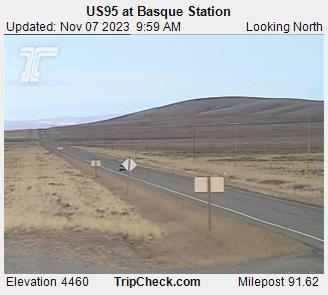 US95 at Basque Station
Updated: Nov 07 2023 9:59 AM Looking North
Elevation 4460 TripCheck.com Milepost 91.62